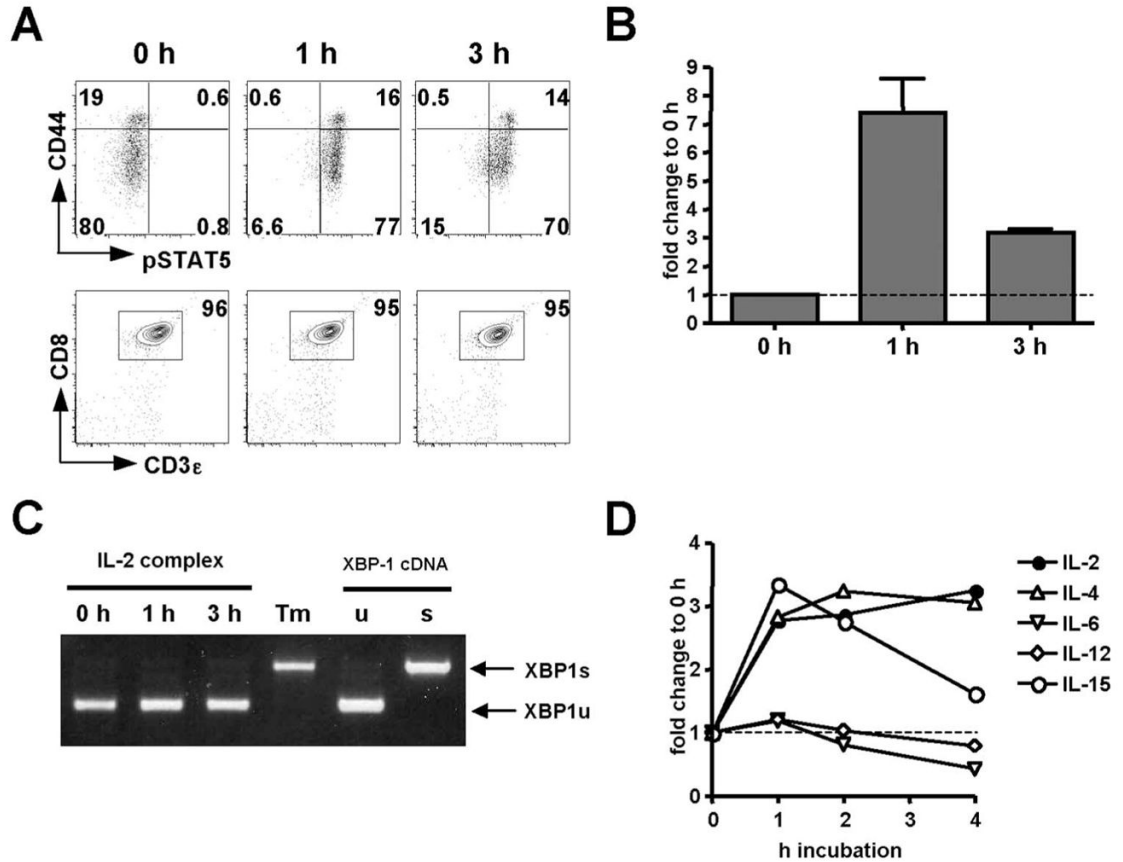 A
0 h 1 h 3 h
19 0.6 0.6 16 0.5 14
CD44
80 0.8 6.6 77 15 70
pSTAT5
96 95 95
CD8
CD3ε
B
fold change to 0 h
9
8
7
6
5
4
3
2
1
0
0 h 1 h 3 h
C
IL-2 complex XBP-1 cDNA
0 h 1 h 3 h Tm u s
XBP1s
XBP1u
D
fold change to 0 h
4
3
2
1
0
0 1 2 3 4
h incubation
IL-2
IL-4
IL-6
IL-12
IL-15